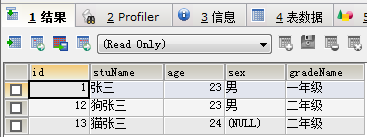 1 结果 2 Profiler 3 信息 4 表数据 5
(Read Only)
id stuName age sex gradeName
1 张三 23 男 一年级
12 狗张三 23 男 二年级
13 猫张三 24 (NULL) 二年级